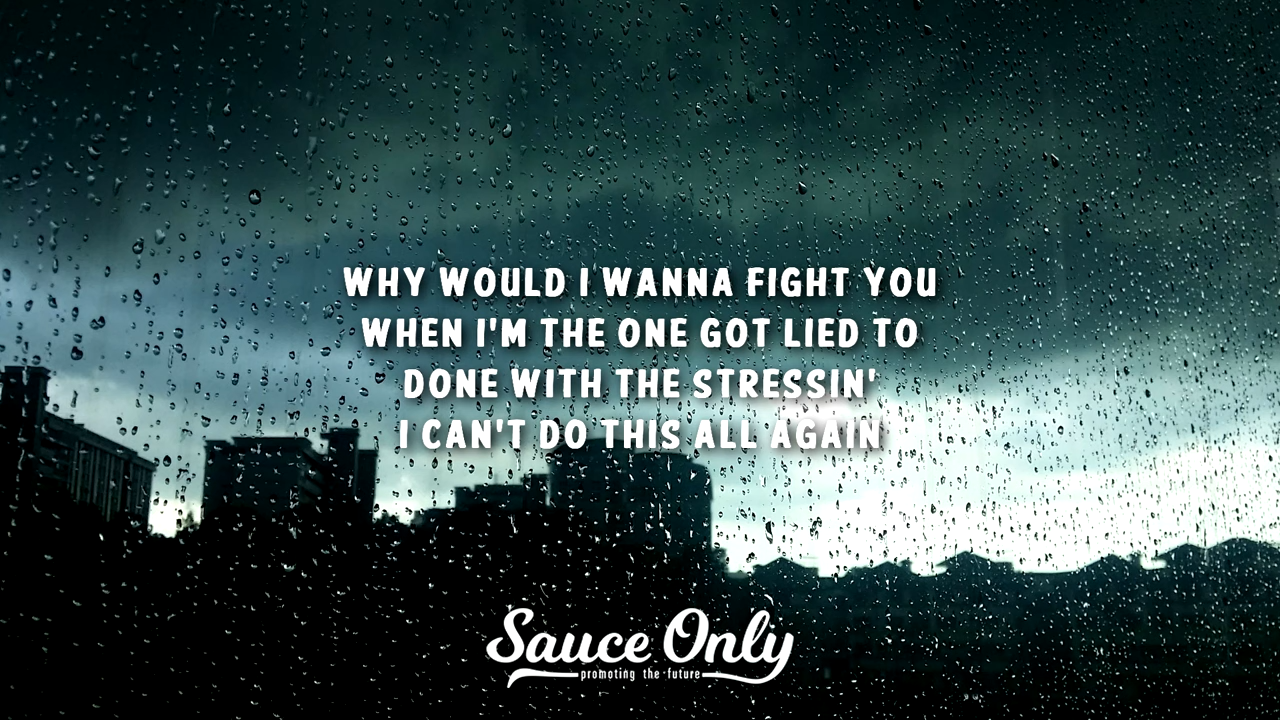 WHY WOULD I WANNA FIGHT YOU
WHEN I'M THE ONE GOT LIED TO
DONE WITH THE STRESSIN'
I CAN'T DO THIS ALL AGAIN
Sauce Only
promoting the future